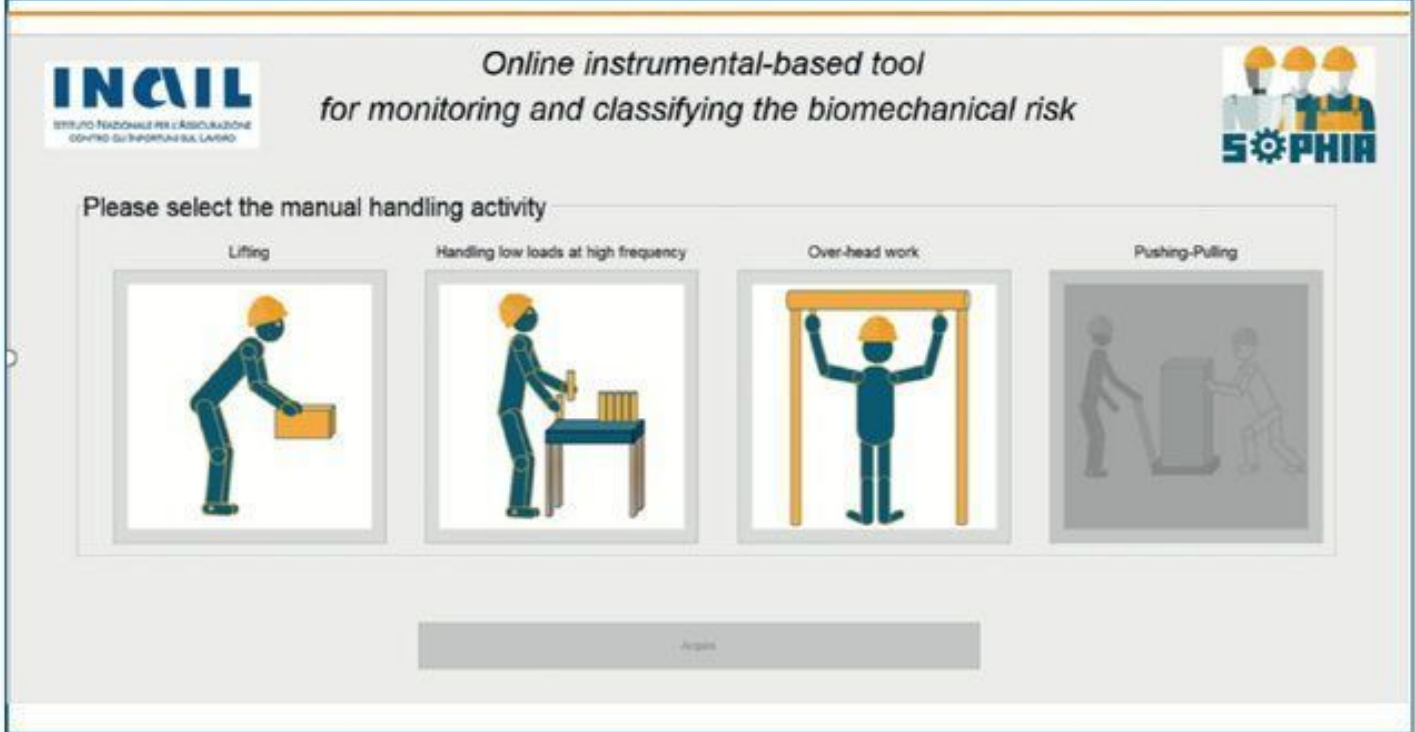 Online instrumental-based tool
for monitoring and classifying the biomechanical risk
INAIL
ISTITUTO NAZIONALE PER L'ASSICURAZIONE
CONTRO GLI INFORTUNI SUL LAVORO
SOPHIA
Please select the manual handling activity
Lifting
Handling low loads at high frequency
Over-head work
Pushing-Pulling
Acquire